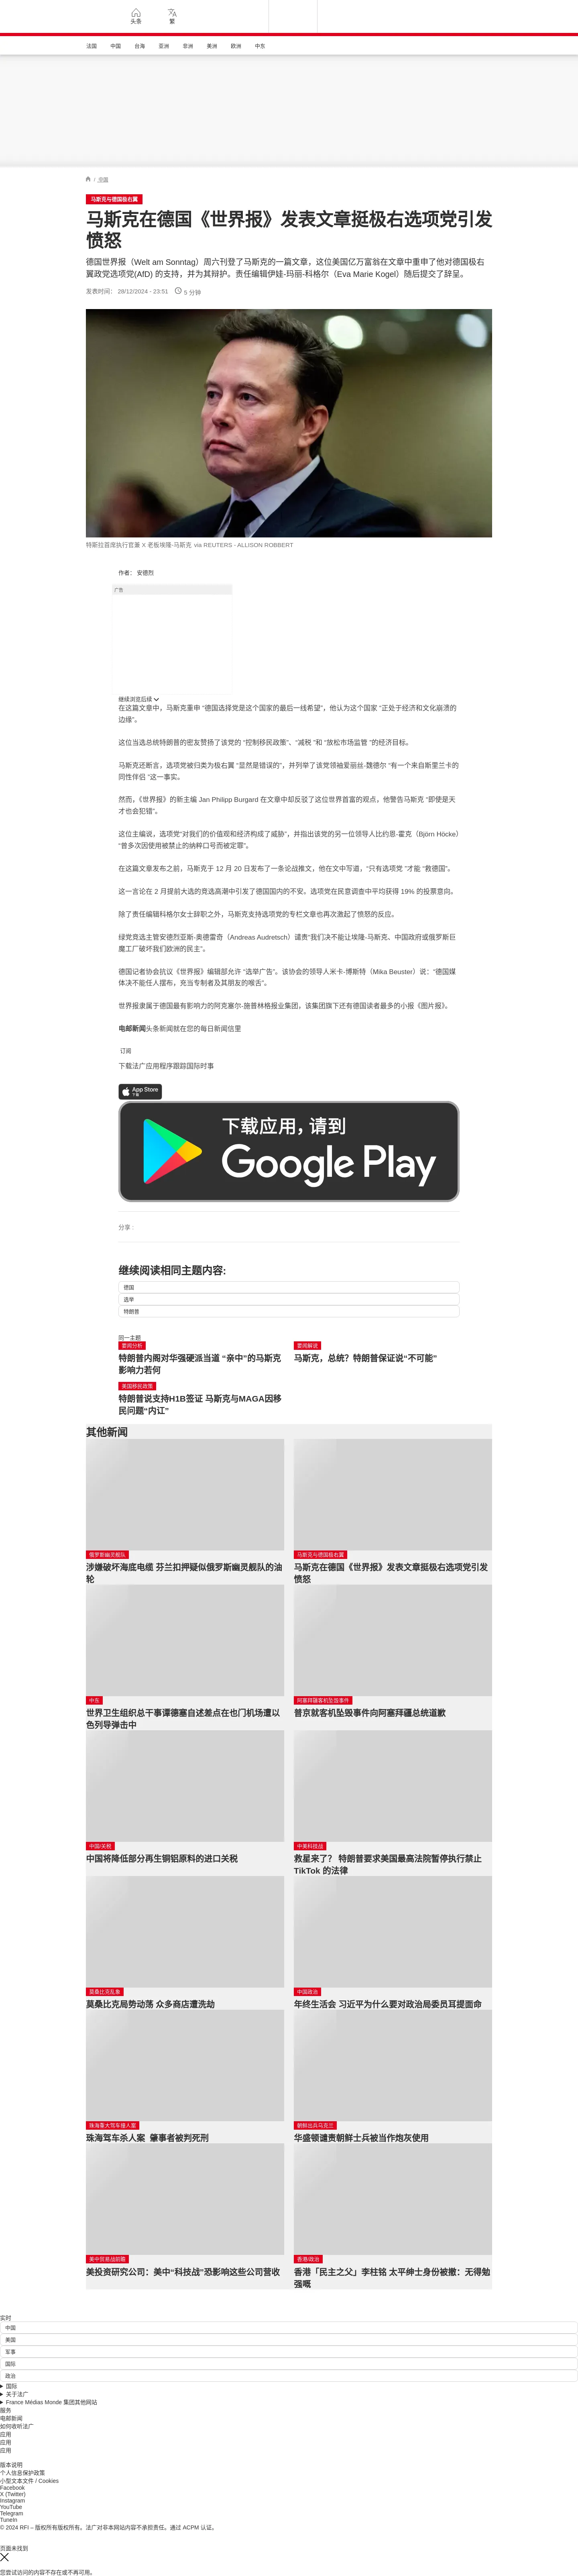 头条
繁
法国
中国
台海
亚洲
非洲
美洲
欧洲
中东
/ 中国
马斯克与德国极右翼
马斯克在德国《世界报》发表文章挺极右选项党引发
愤怒
德国世界报（Welt am Sonntag）周六刊登了马斯克的一篇文章，这位美国亿万富翁在文章中重申了他对德国极右
翼政党选项党(AfD) 的支持，并为其辩护。责任编辑伊娃-玛丽-科格尔（Eva Marie Kogel）随后提交了辞呈。
发表时间： 28/12/2024 - 23:51
5 分钟
特斯拉首席执行官兼 X 老板埃隆-马斯克. via REUTERS - ALLISON ROBBERT
作者： 安德烈
广告
继续浏览后续
在这篇文章中，马斯克重申 “德国选择党是这个国家的最后一线希望”，他认为这个国家 “正处于经济和文化崩溃的
边缘”。
这位当选总统特朗普的密友赞扬了该党的 “控制移民政策”、“减税 ”和 “放松市场监管 ”的经济目标。
马斯克还断言，选项党被归类为极右翼 “显然是错误的”，并列举了该党领袖爱丽丝-魏德尔 “有一个来自斯里兰卡的
同性伴侣 ”这一事实。
然而，《世界报》的新主编 Jan Philipp Burgard 在文章中却反驳了这位世界首富的观点，他警告马斯克 “即使是天
才也会犯错”。
这位主编说，选项党“对我们的价值观和经济构成了威胁”，并指出该党的另一位领导人比约恩-霍克（Björn Höcke）
“曾多次因使用被禁止的纳粹口号而被定罪”。
在这篇文章发布之前，马斯克于 12 月 20 日发布了一条论战推文，他在文中写道，“只有选项党 ”才能 “救德国”。
这一言论在 2 月提前大选的竞选高潮中引发了德国国内的不安。选项党在民意调查中平均获得 19% 的投票意向。
除了责任编辑科格尔女士辞职之外，马斯克支持选项党的专栏文章也再次激起了愤怒的反应。
绿党竞选主管安德烈亚斯-奥德雷奇（Andreas Audretsch）谴责“我们决不能让埃隆-马斯克、中国政府或俄罗斯巨
魔工厂破坏我们欧洲的民主”。
德国记者协会抗议《世界报》编辑部允许 “选举广告”。该协会的领导人米卡-博斯特（Mika Beuster）说：“德国媒
体决不能任人摆布，充当专制者及其朋友的喉舌”。
世界报隶属于德国最有影响力的阿克塞尔-施普林格报业集团，该集团旗下还有德国读者最多的小报《图片报》。
电邮新闻头条新闻就在您的每日新闻信里
订阅
下载法广应用程序跟踪国际时事
App Store
下载
下载应用，请到
Google Play
分享 :
继续阅读相同主题内容:
德国
选举
特朗普
同一主题
要闻分析
特朗普内阁对华强硬派当道 “亲中”的马斯克
影响力若何
要闻解读
马斯克，总统？特朗普保证说“不可能”
美国移民政策
特朗普说支持H1B签证 马斯克与MAGA因移
民问题“内讧”
其他新闻
俄罗斯幽灵舰队
涉嫌破坏海底电缆 芬兰扣押疑似俄罗斯幽灵舰队的油
轮
马斯克与德国极右翼
马斯克在德国《世界报》发表文章挺极右选项党引发
愤怒
中东
世界卫生组织总干事谭德塞自述差点在也门机场遭以
色列导弹击中
阿塞拜疆客机坠毁事件
普京就客机坠毁事件向阿塞拜疆总统道歉
中国/关税
中国将降低部分再生铜铝原料的进口关税
中美科技战
救星来了？ 特朗普要求美国最高法院暂停执行禁止
TikTok 的法律
莫桑比克乱象
莫桑比克局势动荡 众多商店遭洗劫
中国政治
年终生活会 习近平为什么要对政治局委员耳提面命
珠海重大驾车撞人案
珠海驾车杀人案 肇事者被判死刑
朝鲜出兵乌克兰
华盛顿谴责朝鲜士兵被当作炮灰使用
美中贸易战前瞻
美投资研究公司：美中“科技战”恐影响这些公司营收
香港/政治
香港「民主之父」李柱铭 太平绅士身份被撤：无得勉
强嘅
实时
中国
美国
军事
国际
政治
国际
关于法广
France Médias Monde 集团其他网站
服务
电邮新闻
如何收听法广
应用
应用
应用
版本说明
个人信息保护政策
小型文本文件 / Cookies
Facebook
X (Twitter)
Instagram
YouTube
Telegram
TuneIn
© 2024 RFI – 版权所有版权所有。法广对非本网站内容不承担责任。通过 ACPM 认证。
页面未找到
您尝试访问的内容不存在或不再可用。